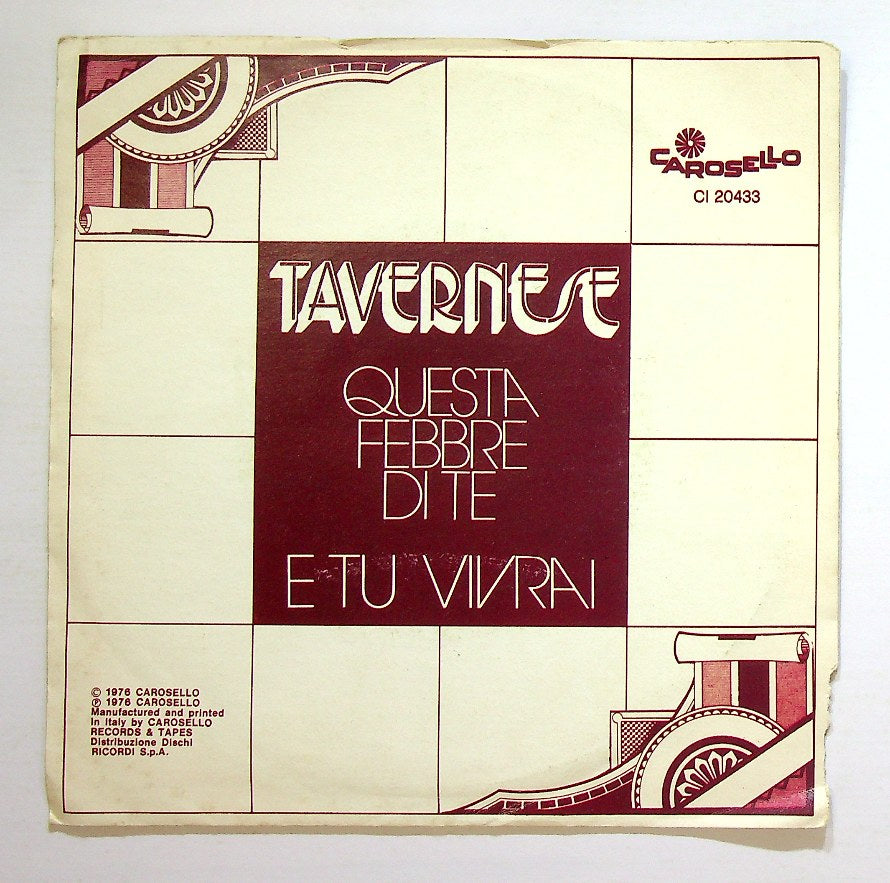 CAROSELLO
CI 20433
TAVERNESE
QUESTA
FEBBRE
DI TE
E TU VIVRAI
© 1976 CAROSELLO
℗ 1976 CAROSELLO
Manufactured and printed
in Italy by CAROSELLO
RECORDS & TAPES
Distribuzione Dischi
RICORDI S.p.A.